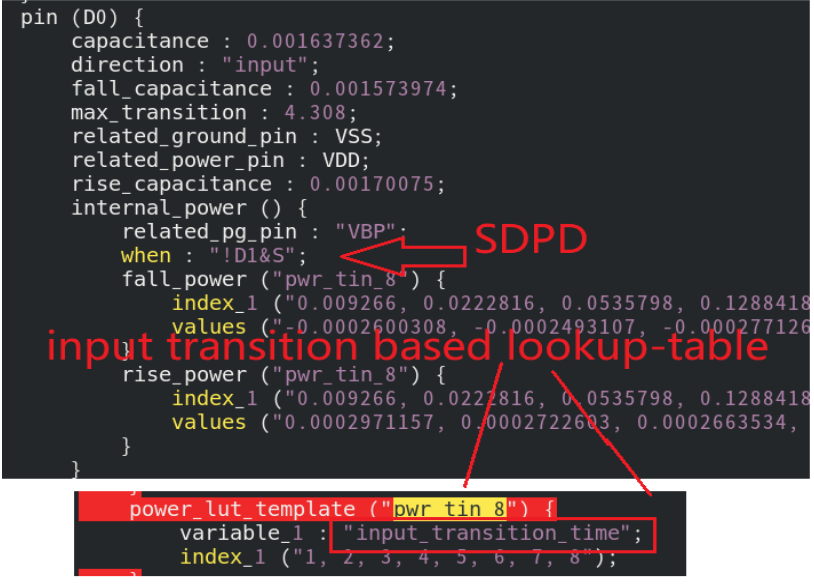 pin (D0) {
capacitance : 0.001637362;
direction : "input";
fall_capacitance : 0.001573974;
max_transition : 4.308;
related_ground_pin : VSS;
related_power_pin : VDD;
rise_capacitance : 0.00170075;
internal_power () {
related_pg_pin : "VBP";
when : "!D1&S";
SDPD
fall_power ("pwr_tin_8") {
index_1 ("0.009266, 0.0222816, 0.0535798, 0.1288418
values ("-0.0002600308, -0.0002493107, -0.000277126
}
input transition based lookup-table
rise_power ("pwr_tin_8") {
index_1 ("0.009266, 0.0222816, 0.0535798, 0.1288418
values ("0.0002971157, 0.0002722603, 0.0002663534,
}
}
power_lut_template ("pwr_tin_8") {
variable_1 : "input_transition_time";
index_1 ("1, 2, 3, 4, 5, 6, 7, 8");